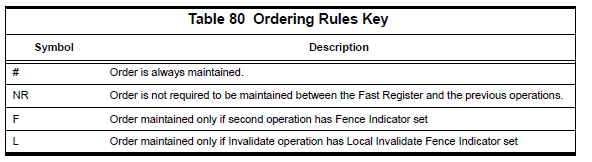 Table 80 Ordering Rules Key
Symbol Description
# Order is always maintained.
NR Order is not required to be maintained between the Fast Register and the previous operations.
F Order maintained only if second operation has Fence Indicator set
L Order maintained only if Invalidate operation has Local Invalidate Fence Indicator set